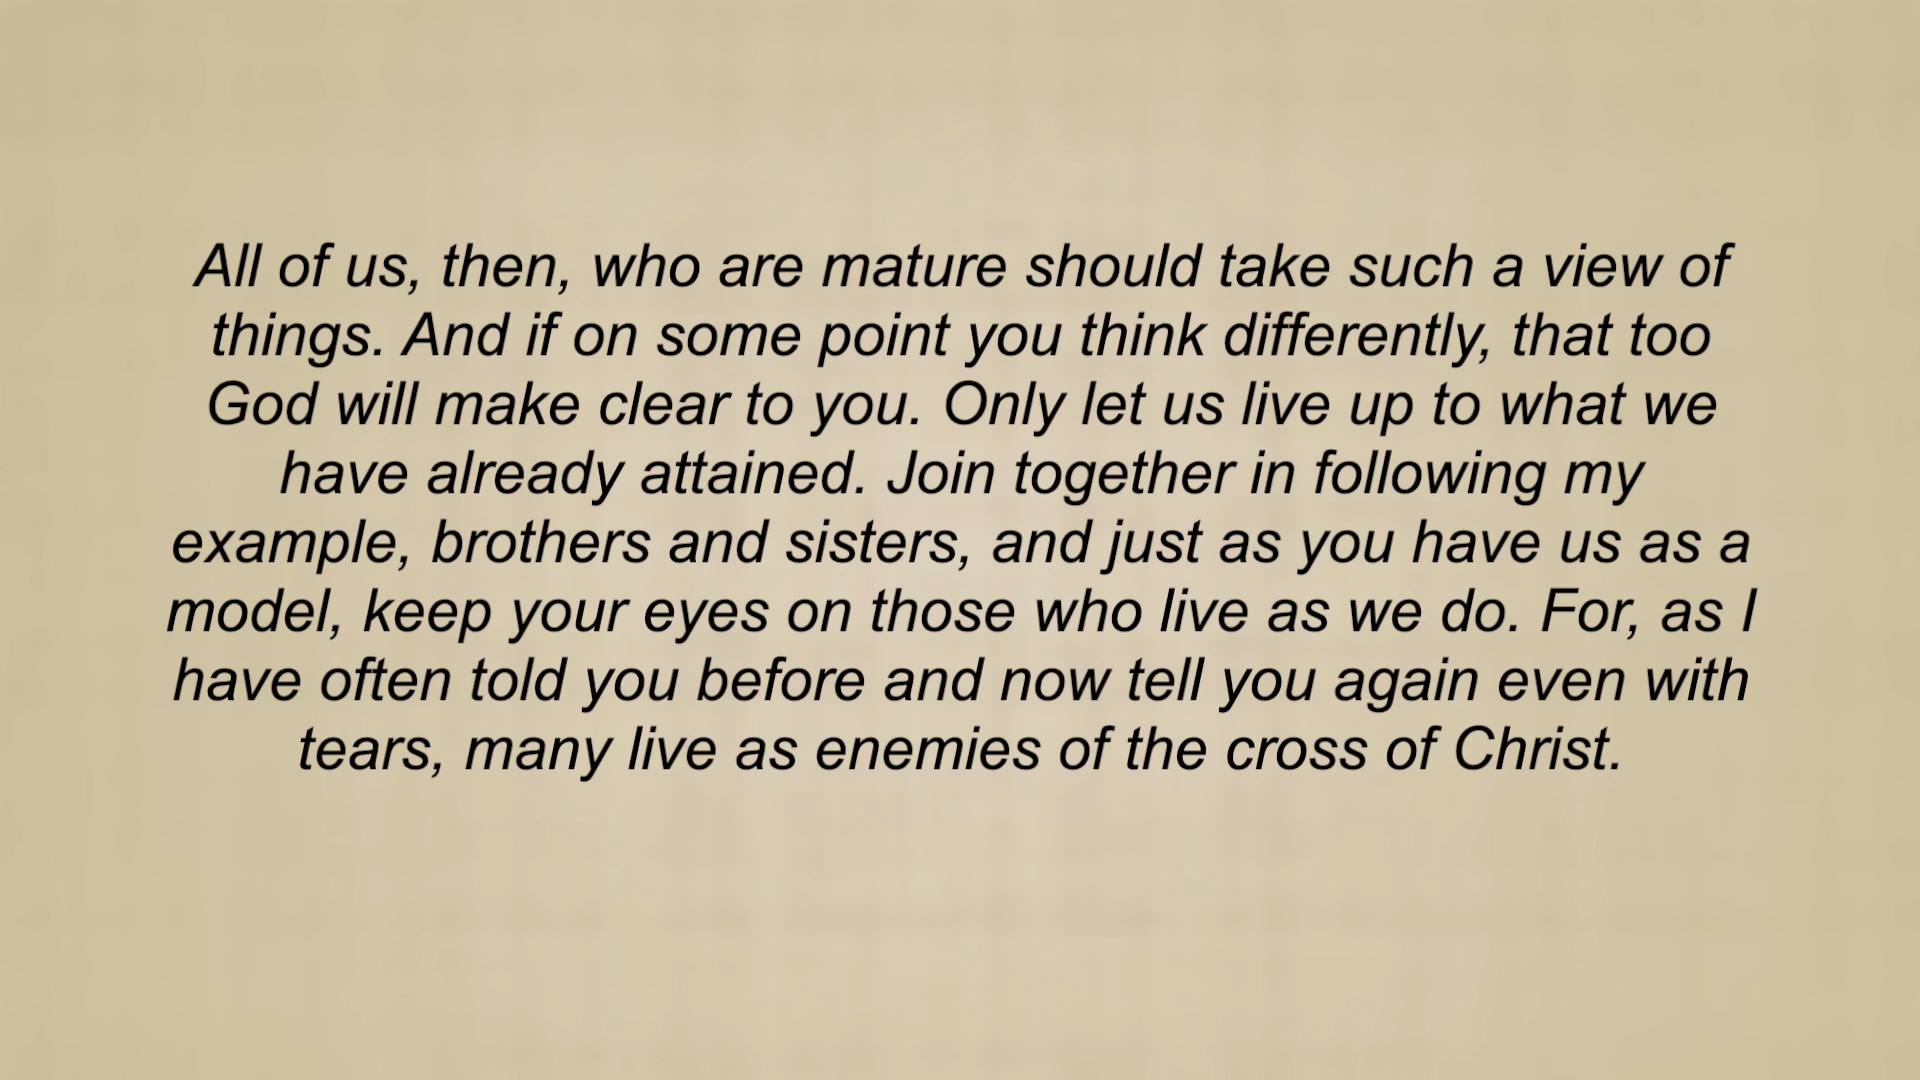 All of us, then, who are mature should take such a view of
things. And if on some point you think differently, that too
God will make clear to you. Only let us live up to what we
have already attained. Join together in following my
example, brothers and sisters, and just as you have us as a
model, keep your eyes on those who live as we do. For, as I
have often told you before and now tell you again even with
tears, many live as enemies of the cross of Christ.